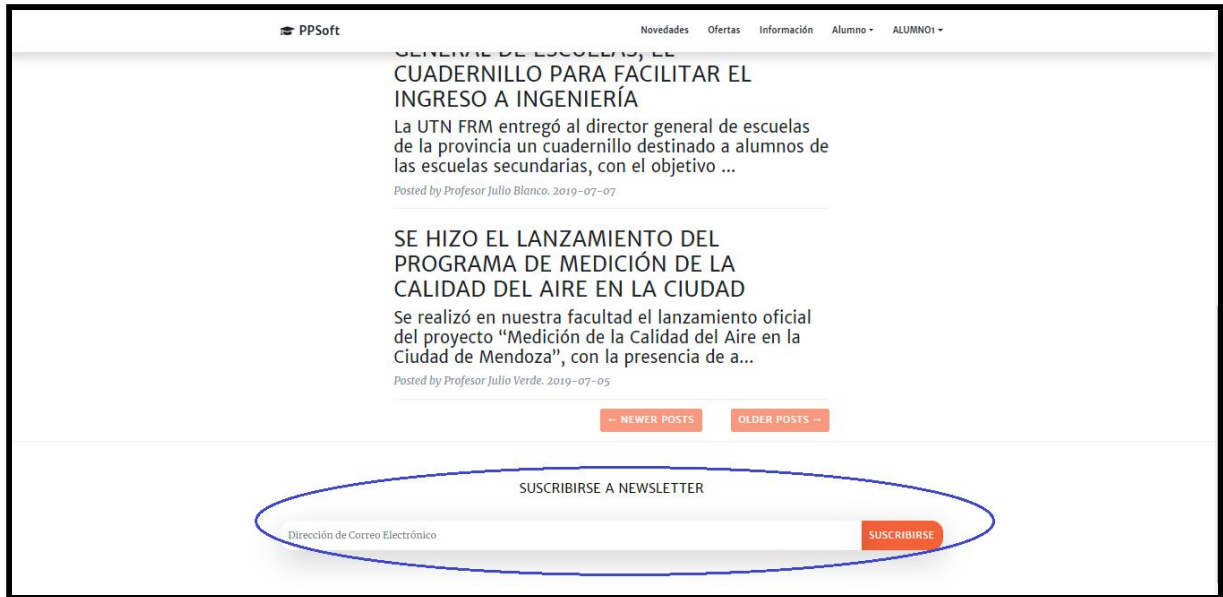 PPSoft
Novedades Ofertas Información Alumno ALUMNO1
GENERAL DE ESCUELAS, EL
CUADERNILLO PARA FACILITAR EL
INGRESO A INGENIERÍA
La UTN FRM entregó al director general de escuelas
de la provincia un cuadernillo destinado a alumnos de
las escuelas secundarias, con el objetivo ...
Posted by Profesor Julio Blanco. 2019-07-07
SE HIZO EL LANZAMIENTO DEL
PROGRAMA DE MEDICIÓN DE LA
CALIDAD DEL AIRE EN LA CIUDAD
Se realizó en nuestra facultad el lanzamiento oficial
del proyecto “Medición de la Calidad del Aire en la
Ciudad de Mendoza”, con la presencia de a...
Posted by Profesor Julio Verde. 2019-07-05
← NEWER POSTS OLDER POSTS →
SUSCRIBIRSE A NEWSLETTER
Dirección de Correo Electrónico SUSCRIBIRSE